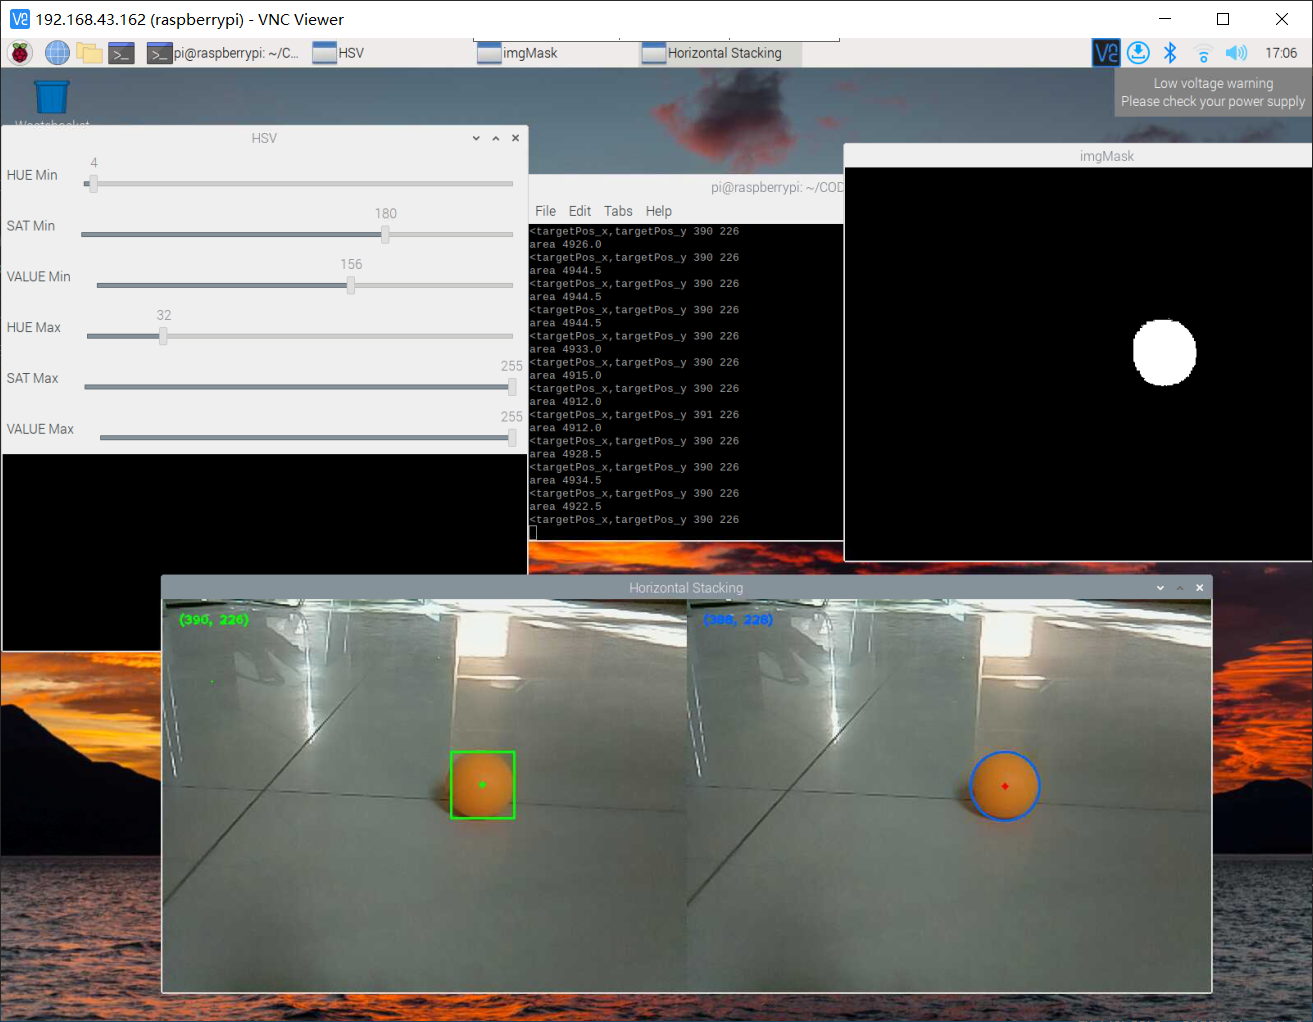 192.168.43.162 (raspberrypi) - VNC Viewer
pi@raspberrypi: ~/C... HSV imgMask Horizontal Stacking 17:06
Low voltage warning
Please check your power supply
HSV
HUE Min 4
SAT Min 180
VALUE Min 156
HUE Max 32
SAT Max 255
VALUE Max 255
pi@raspberrypi: ~/COD
File Edit Tabs Help
<targetPos_x,targetPos_y 390 226
area 4926.0
<targetPos_x,targetPos_y 390 226
area 4944.5
<targetPos_x,targetPos_y 390 226
area 4944.5
<targetPos_x,targetPos_y 390 226
area 4944.5
<targetPos_x,targetPos_y 390 226
area 4933.0
<targetPos_x,targetPos_y 390 226
area 4915.0
<targetPos_x,targetPos_y 390 226
area 4912.0
<targetPos_x,targetPos_y 391 226
area 4912.0
<targetPos_x,targetPos_y 390 226
area 4928.5
<targetPos_x,targetPos_y 390 226
area 4934.5
<targetPos_x,targetPos_y 390 226
area 4922.5
<targetPos_x,targetPos_y 390 226
imgMask
Horizontal Stacking
(390, 226)